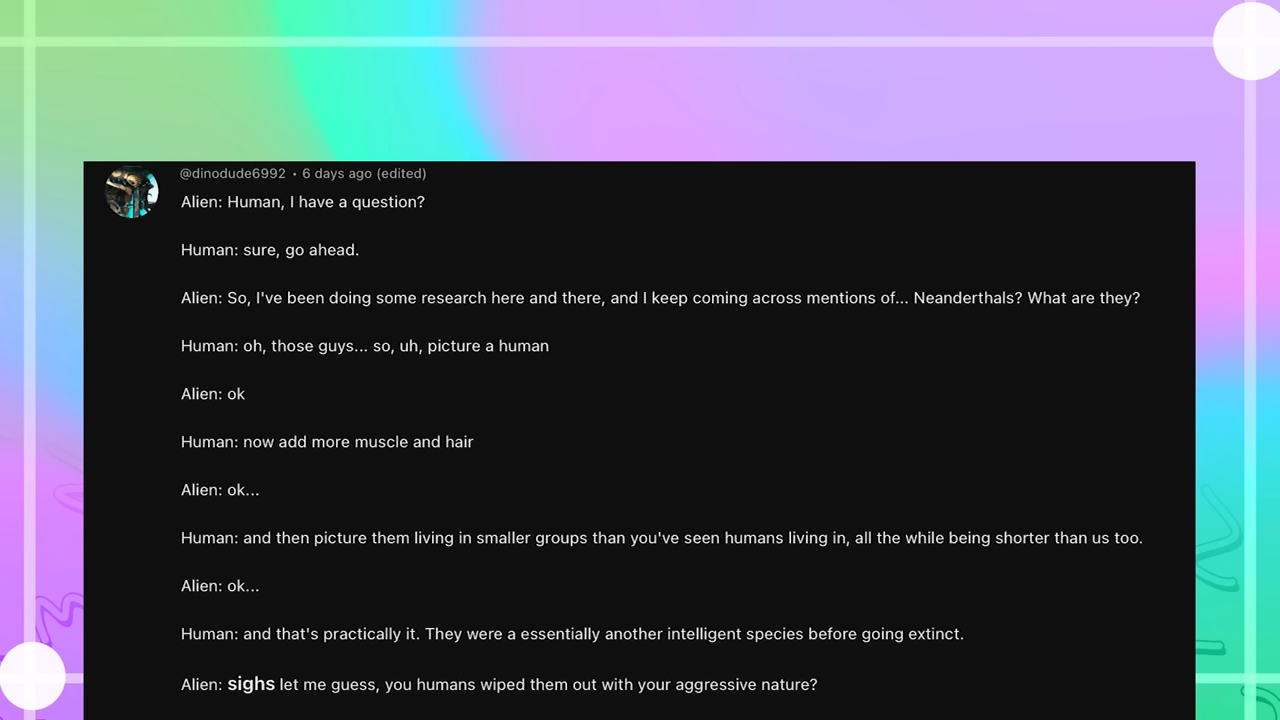 @dinodude6992 • 6 days ago (edited)
Alien: Human, I have a question?
Human: sure, go ahead.
Alien: So, I've been doing some research here and there, and I keep coming across mentions of... Neanderthals? What are they?
Human: oh, those guys... so, uh, picture a human
Alien: ok
Human: now add more muscle and hair
Alien: ok...
Human: and then picture them living in smaller groups than you've seen humans living in, all the while being shorter than us too.
Alien: ok...
Human: and that's practically it. They were a essentially another intelligent species before going extinct.
Alien: sighs let me guess, you humans wiped them out with your aggressive nature?